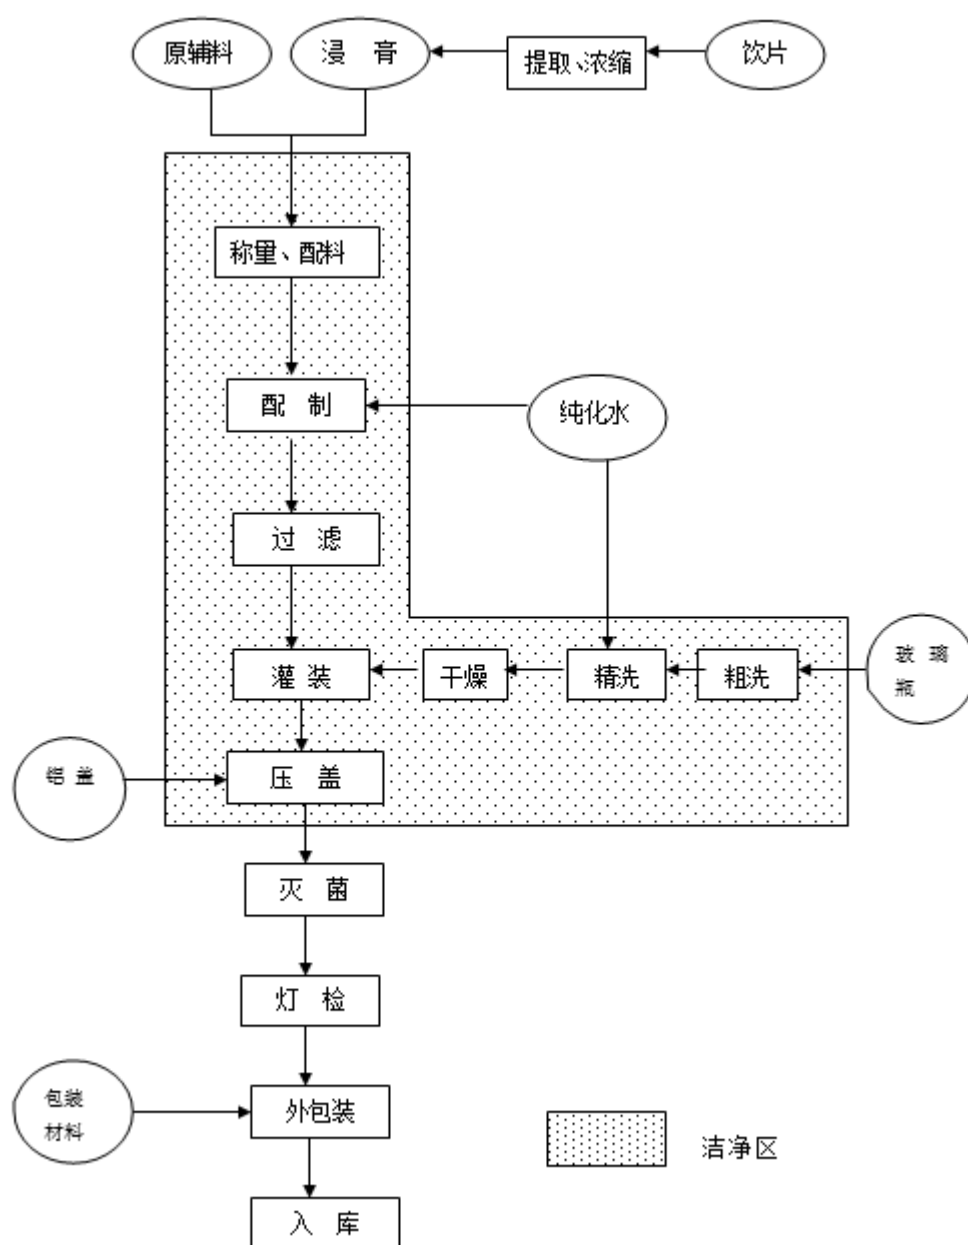 原辅料
浸 膏
提取、浓缩
饮片
称量、配料
配 制
纯化水
过 滤
灌 装
干燥
精洗
粗洗
玻 璃
瓶
铝 盖
压 盖
灭 菌
灯 检
包装
材料
外包装
洁净区
入 库